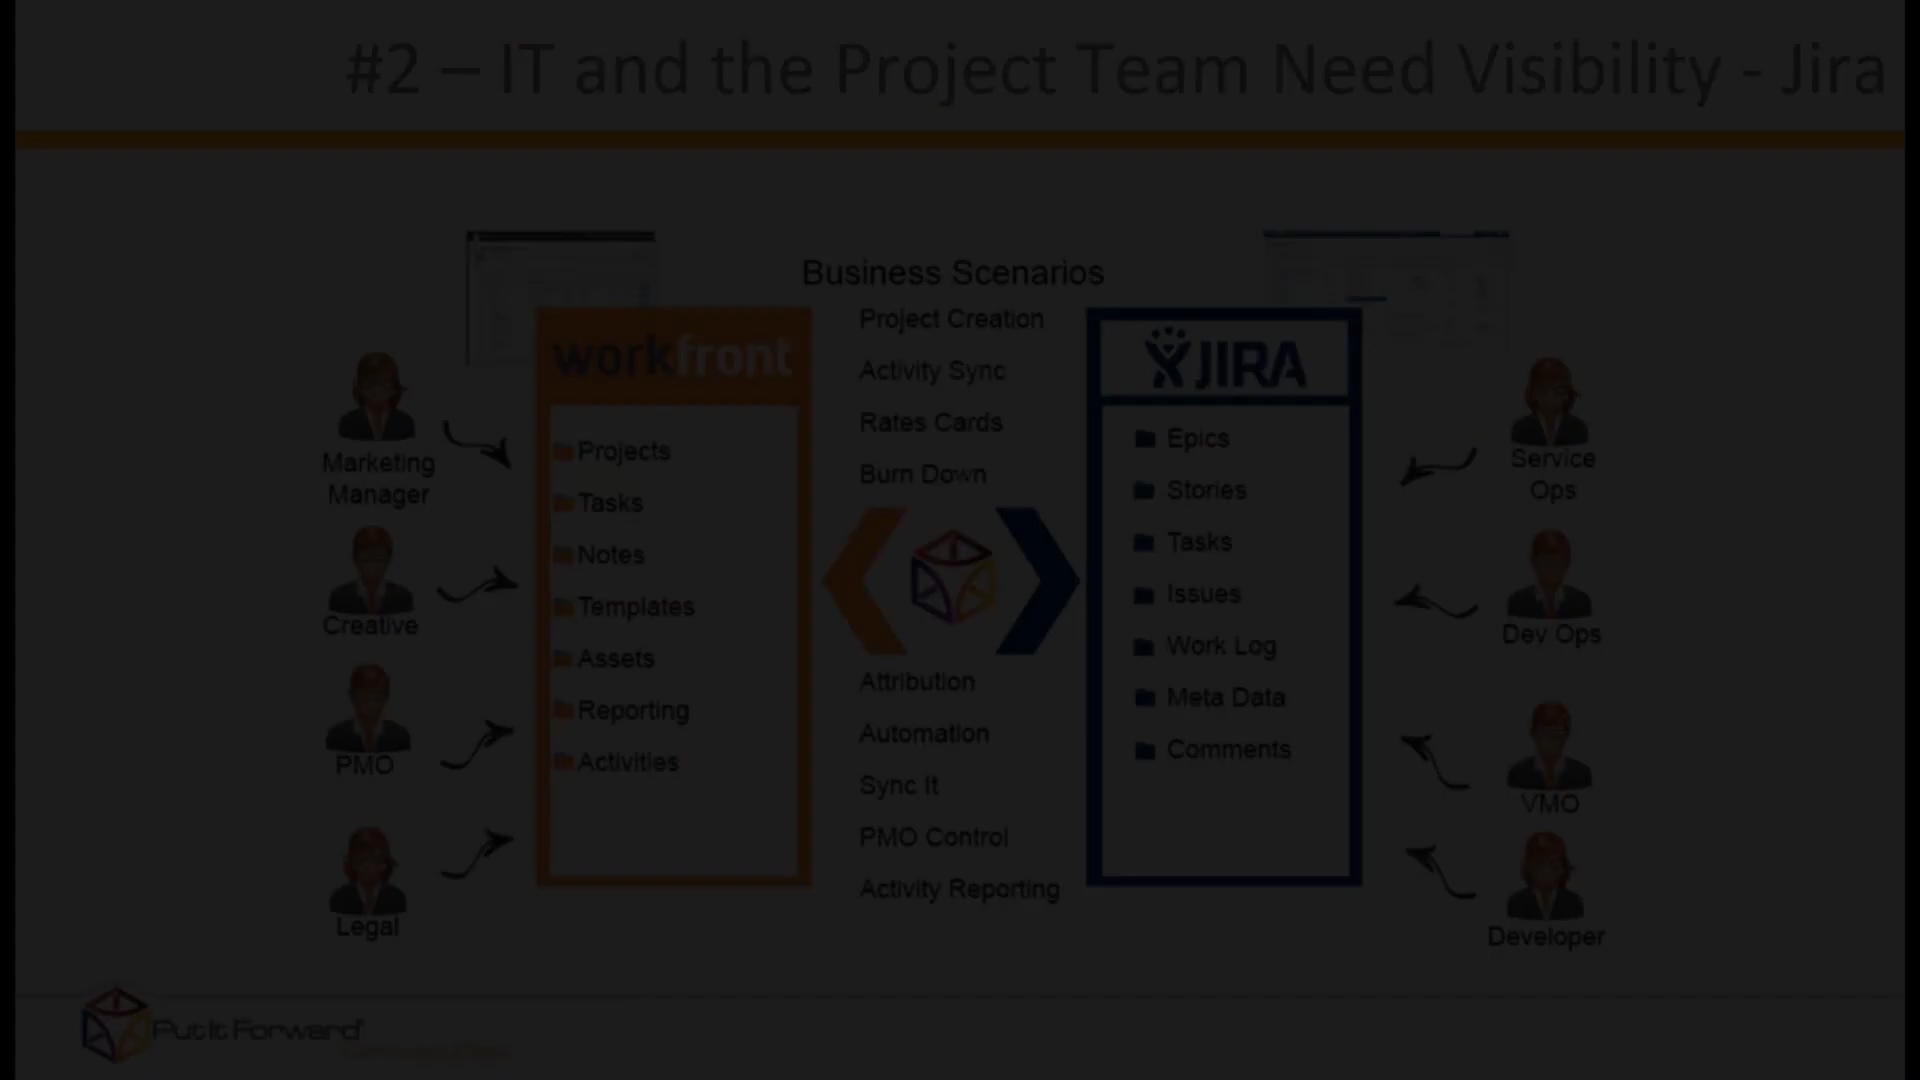 #2 – IT and the Project Team Need Visibility - Jira
Business Scenarios
Project Creation
Activity Sync
Rates Cards
Burn Down
Attribution
Automation
Sync It
PMO Control
Activity Reporting
workfront
Projects
Tasks
Notes
Templates
Assets
Reporting
Activities
JIRA
Epics
Stories
Tasks
Issues
Work Log
Meta Data
Comments
Marketing
Manager
Creative
PMO
Legal
Service
Ops
Dev Ops
VMO
Developer
Put It Forward®